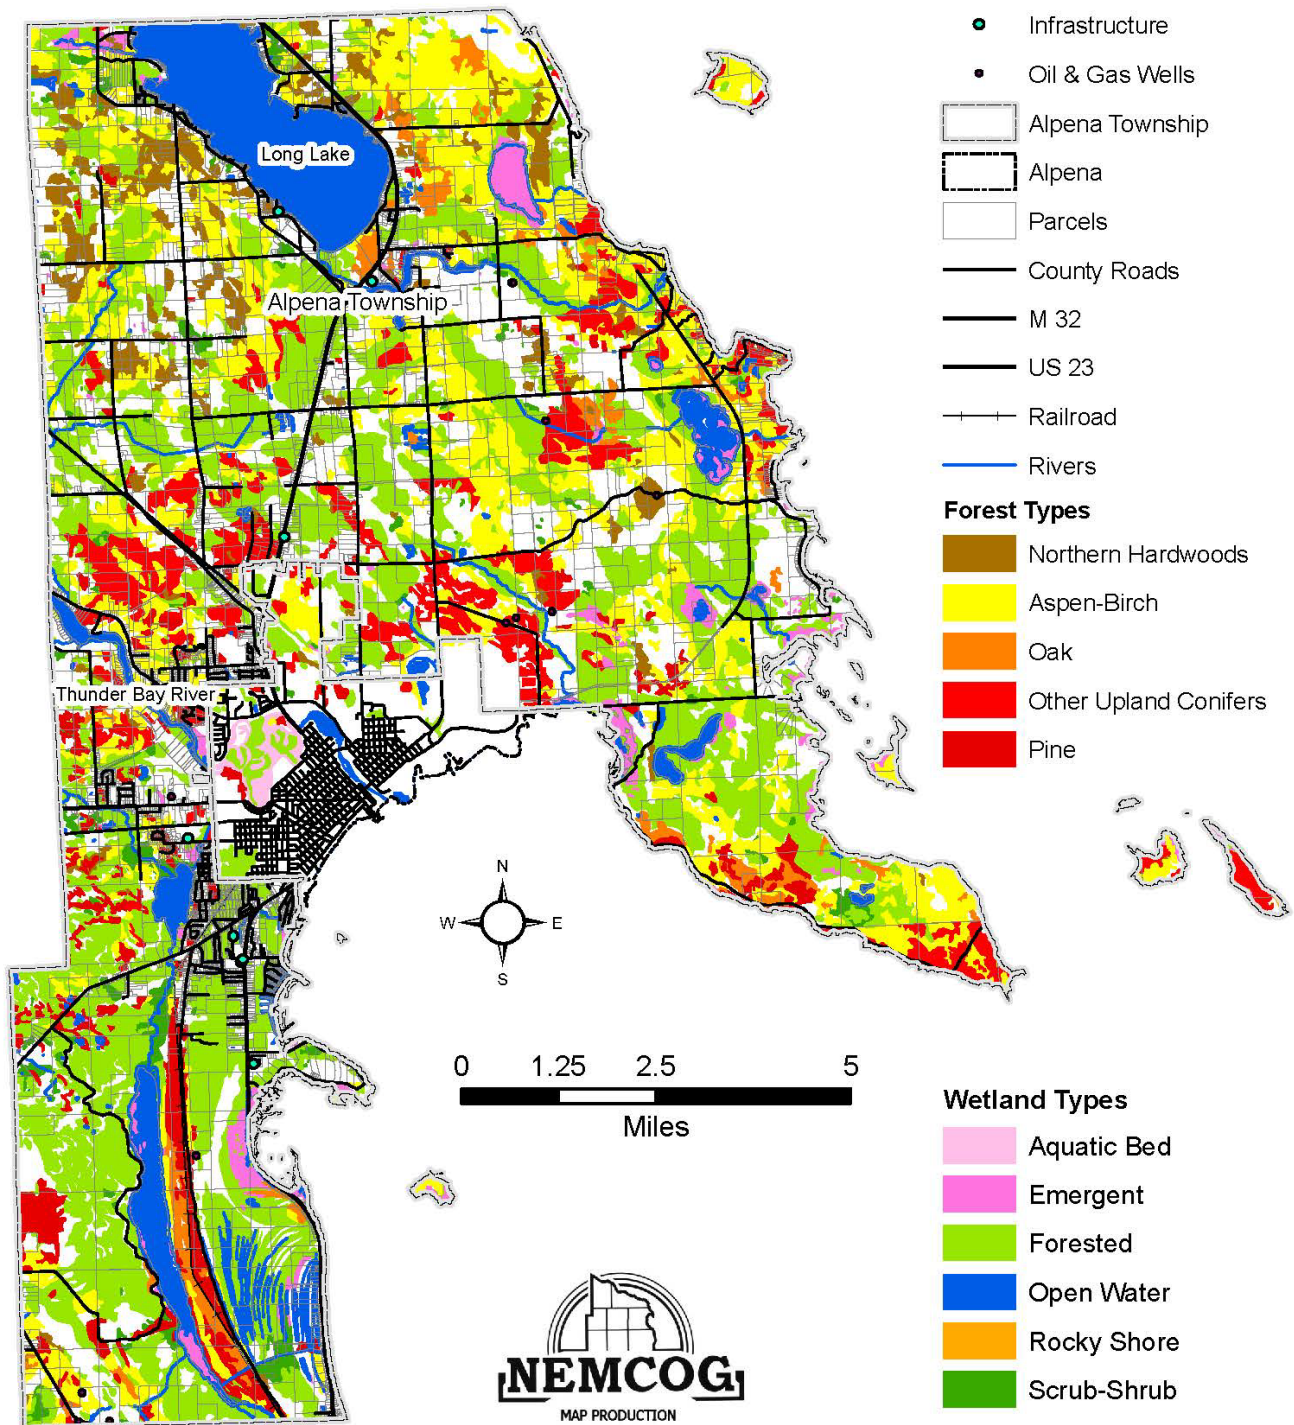 Infrastructure
Oil & Gas Wells
Alpena Township
Alpena
Parcels
County Roads
M 32
US 23
Railroad
Rivers
Forest Types
Northern Hardwoods
Aspen-Birch
Oak
Other Upland Conifers
Pine
Long Lake
Alpena Township
Thunder Bay River
N
W E
S
0 1.25 2.5 5
Miles
Wetland Types
Aquatic Bed
Emergent
Forested
Open Water
Rocky Shore
Scrub-Shrub
NEMCOG
MAP PRODUCTION